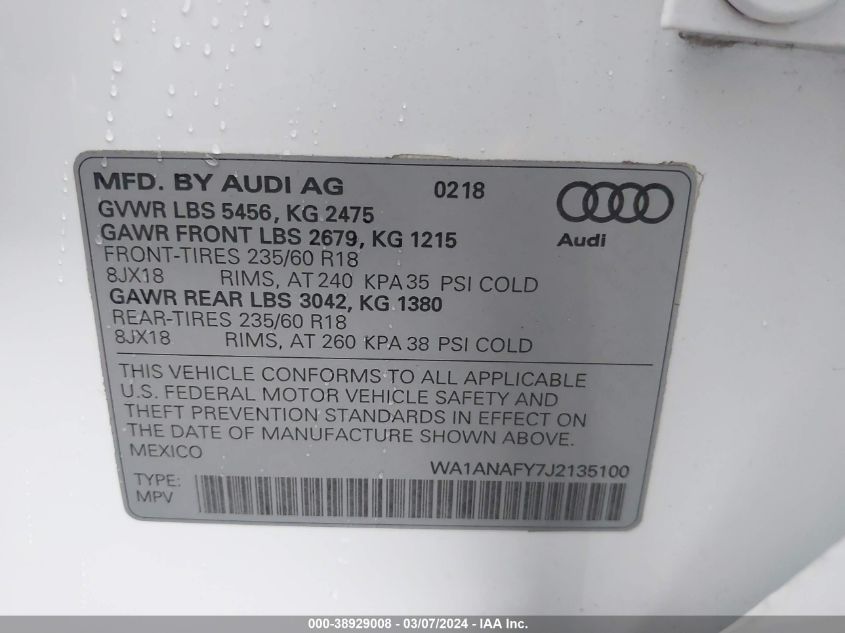 MFD. BY AUDI AG 0218
GVWR LBS 5456, KG 2475
GAWR FRONT LBS 2679, KG 1215
Audi
FRONT-TIRES 235/60 R18
8JX18 RIMS, AT 240 KPA 35 PSI COLD
GAWR REAR LBS 3042, KG 1380
REAR-TIRES 235/60 R18
8JX18 RIMS, AT 260 KPA 38 PSI COLD
THIS VEHICLE CONFORMS TO ALL APPLICABLE
U.S. FEDERAL MOTOR VEHICLE SAFETY AND
THEFT PREVENTION STANDARDS IN EFFECT ON
THE DATE OF MANUFACTURE SHOWN ABOVE.
MEXICO
WA1ANAFY7J2135100
TYPE:
MPV
000-38929008 - 03/07/2024 - IAAI Inc.